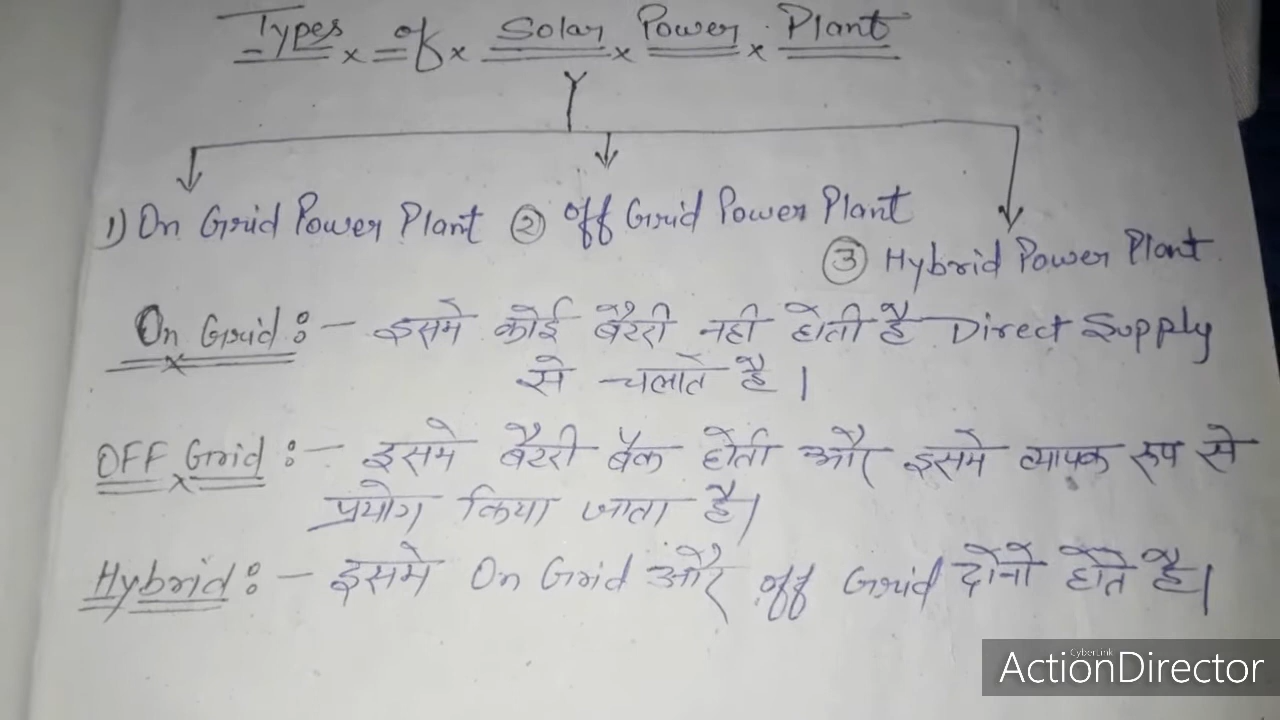 Types of Solar Power Plant
1) On Grid Power Plant ② Off Grid Power Plant
③ Hybrid Power Plant
On Grid :- इसमे कोई बैटरी नही होती है Direct Supply
से चलाते है।
OFF Grid :- इसमे बैटरी बैंक होती और इसमे व्यापक रूप से
प्रयोग किया जाता है।
Hybrid :- इसमे On Grid और off Grid दोनो होते है।
CyberLink
ActionDirector